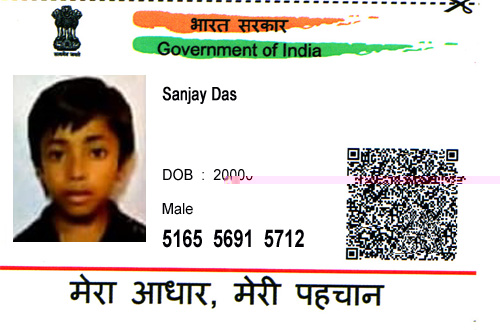 भारत सरकार
Government of India
Sanjay Das
DOB :
Male
5165 5691 5712
मेरा आधार, मेरी पहचान